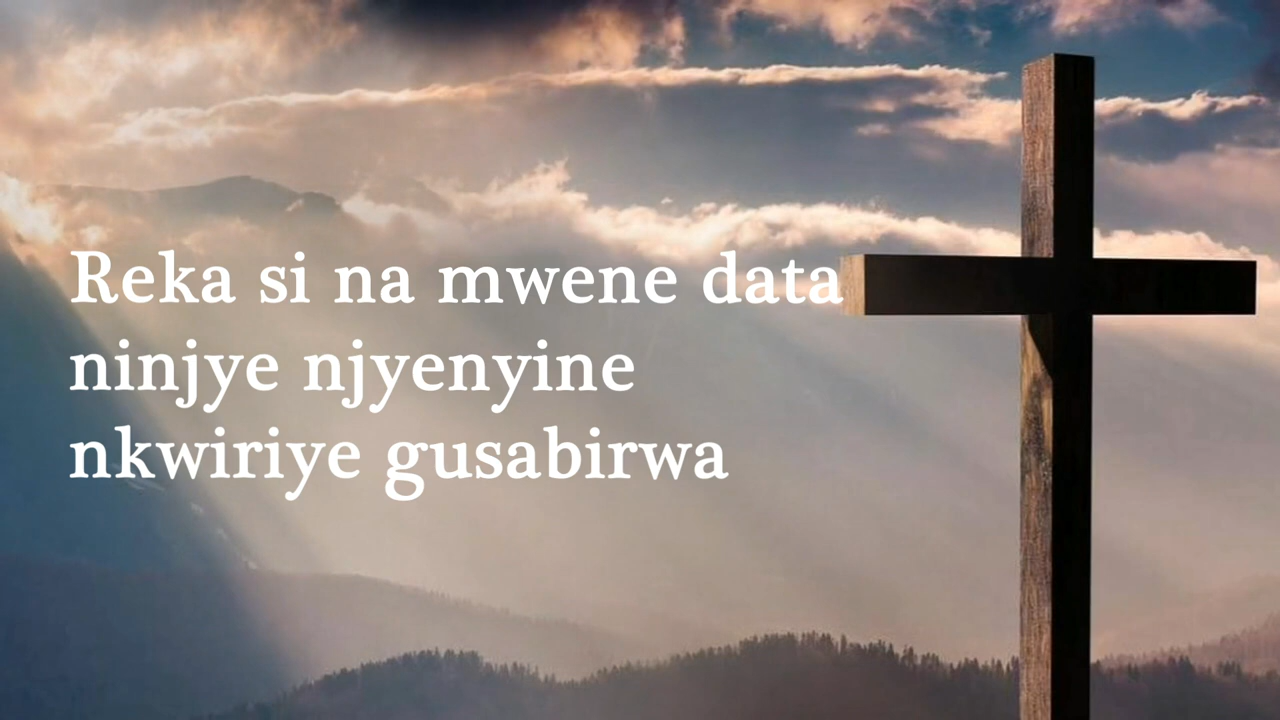 Reka si na mwene data
ninjye njyenyine
nkwiriye gusabirwa